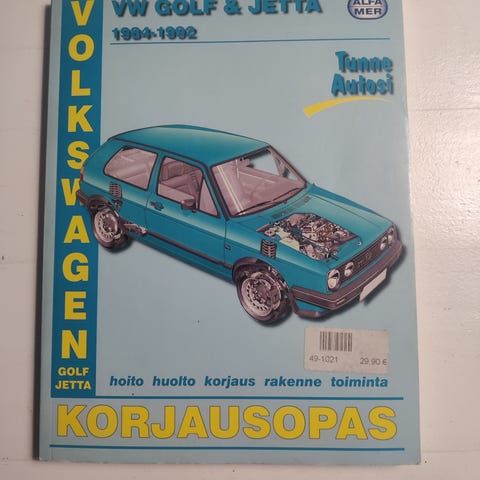 VW GOLF & JETTA
1984-1992
ALFA
MER
Tunne
Autosi
VOLKSWAGEN
GOLF
JETTA
49-1021
29,90 €
hoito huolto korjaus rakenne toiminta
KORJAUSOPAS